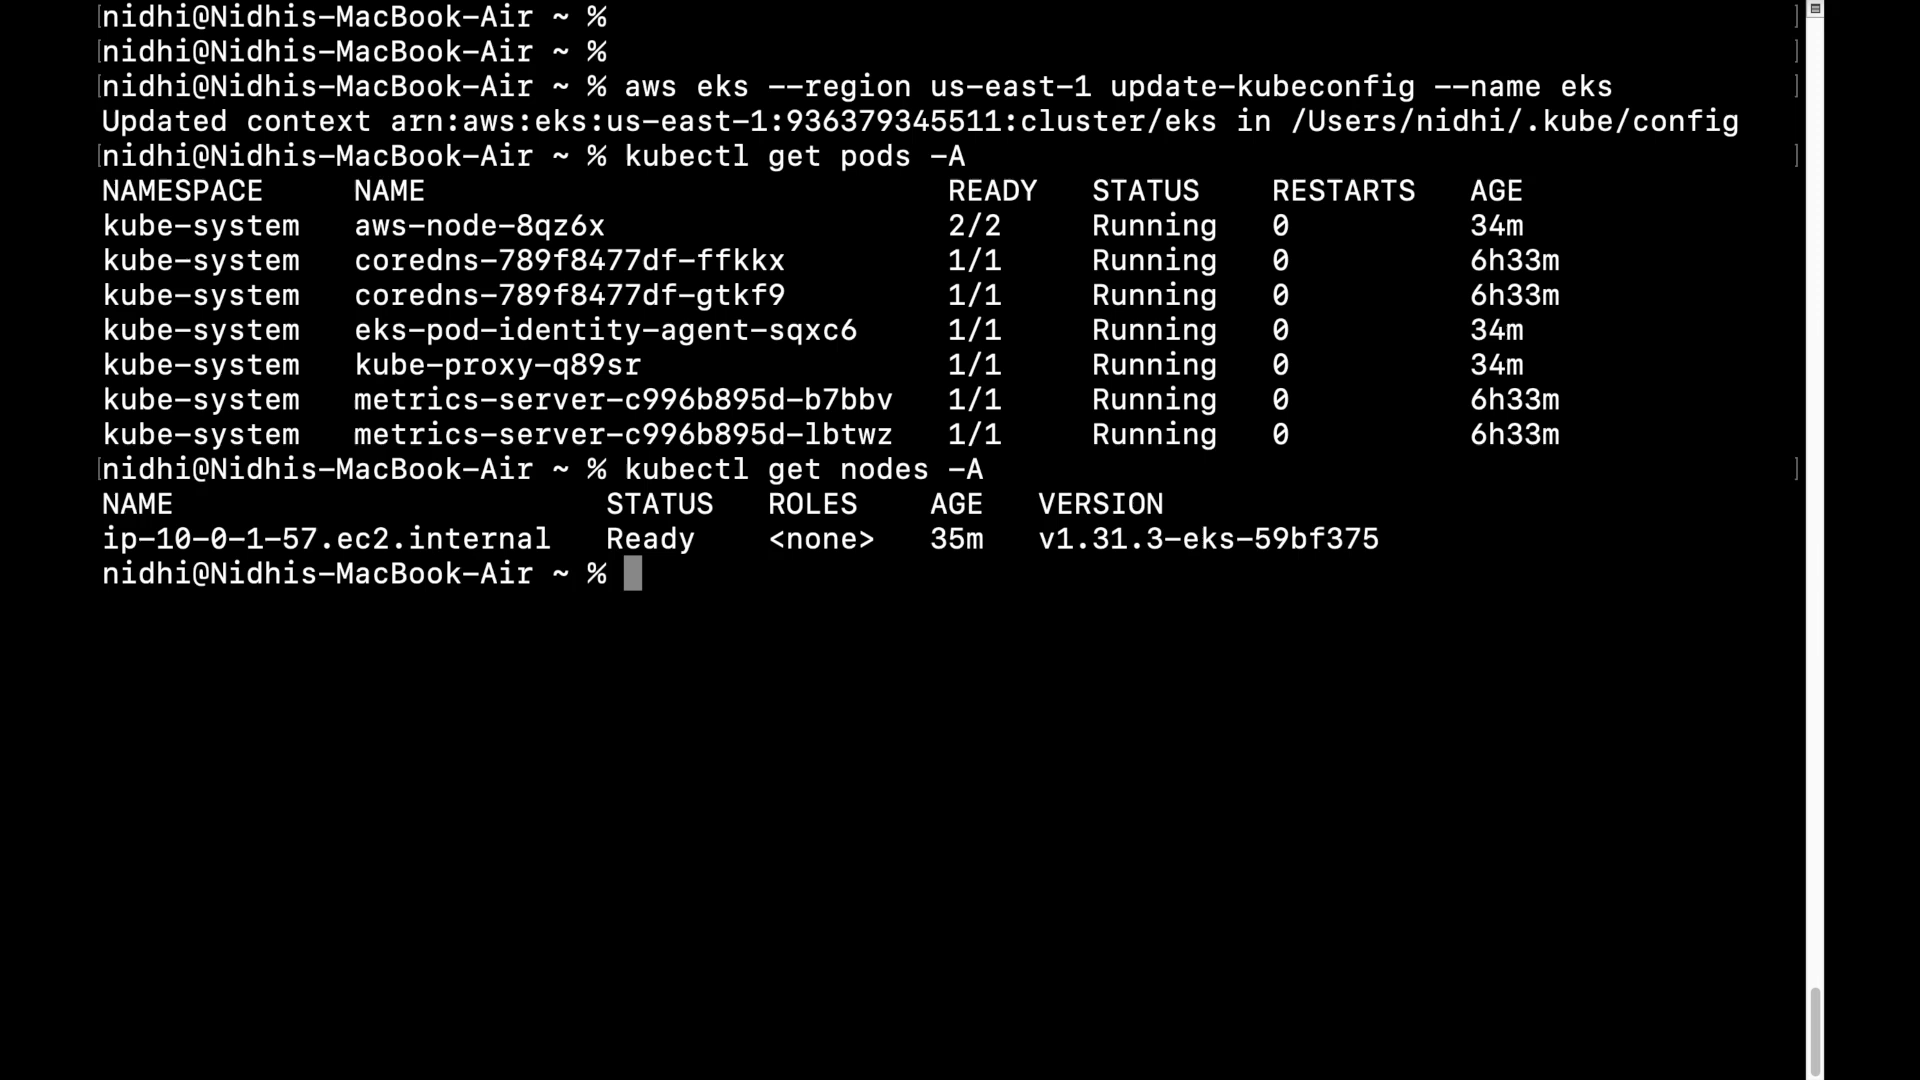 nidhi@Nidhis-MacBook-Air ~ %
nidhi@Nidhis-MacBook-Air ~ %
nidhi@Nidhis-MacBook-Air ~ % aws eks --region us-east-1 update-kubeconfig --name eks
Updated context arn:aws:eks:us-east-1:936379345511:cluster/eks in /Users/nidhi/.kube/config
nidhi@Nidhis-MacBook-Air ~ % kubectl get pods -A
NAMESPACE     NAME                             READY   STATUS    RESTARTS   AGE
kube-system   aws-node-8qz6x                   2/2     Running   0          34m
kube-system   coredns-789f8477df-ffkkx         1/1     Running   0          6h33m
kube-system   coredns-789f8477df-gtkf9         1/1     Running   0          6h33m
kube-system   eks-pod-identity-agent-sqxc6     1/1     Running   0          34m
kube-system   kube-proxy-q89sr                 1/1     Running   0          34m
kube-system   metrics-server-c996b895d-b7bbv   1/1     Running   0          6h33m
kube-system   metrics-server-c996b895d-lbtwz   1/1     Running   0          6h33m
nidhi@Nidhis-MacBook-Air ~ % kubectl get nodes -A
NAME                        STATUS   ROLES    AGE   VERSION
ip-10-0-1-57.ec2.internal   Ready    <none>   35m   v1.31.3-eks-59bf375
nidhi@Nidhis-MacBook-Air ~ %